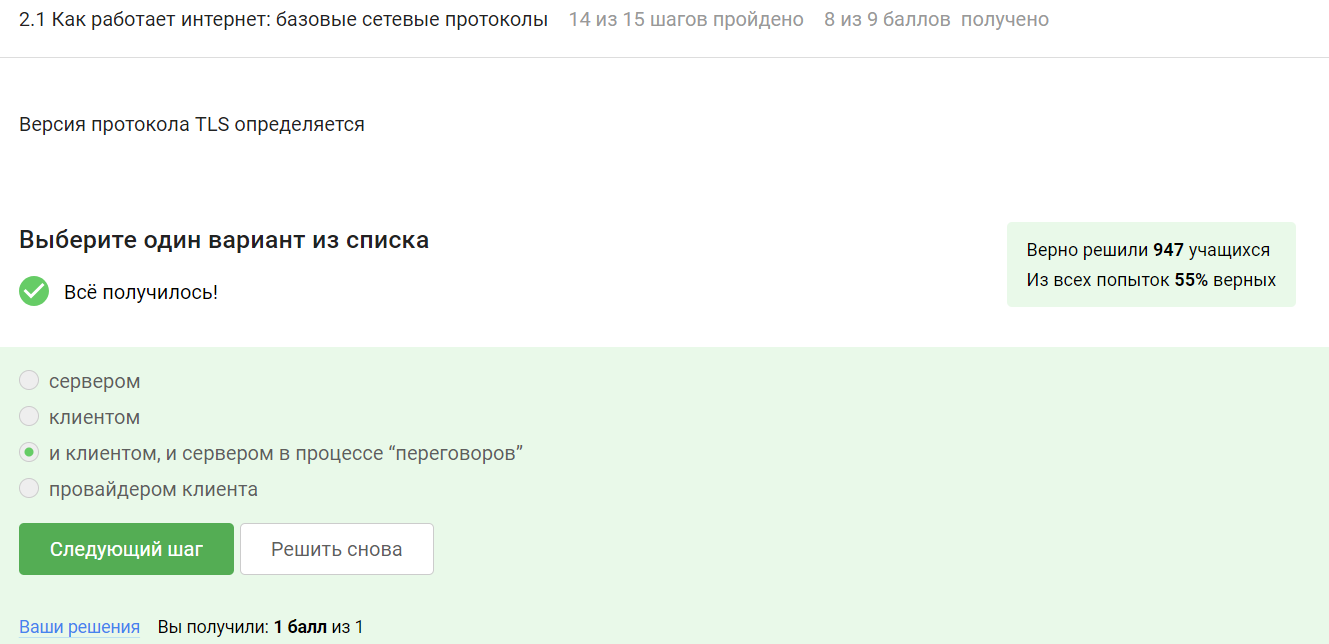 2.1 Как работает интернет: базовые сетевые протоколы 14 из 15 шагов пройдено 8 из 9 баллов получено
Версия протокола TLS определяется
Выберите один вариант из списка
Всё получилось!
Верно решили 947 учащихся
Из всех попыток 55% верных
сервером
клиентом
и клиентом, и сервером в процессе “переговоров”
провайдером клиента
Следующий шаг Решить снова
Ваши решения Вы получили: 1 балл из 1